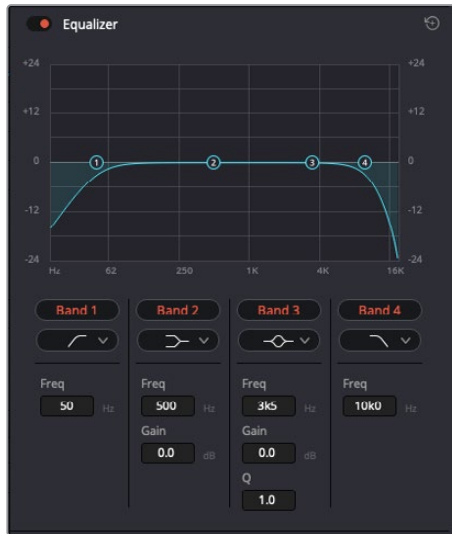 Equalizer
+24 +24
+12 +12
0 1 2 3 4 0
-12 -12
-24 -24
Hz 62 250 1K 4K 16K
Band 1 Band 2 Band 3 Band 4
Freq Freq Freq Freq
50 Hz 500 Hz 3k5 Hz 10k0 Hz
Gain Gain
0.0 dB 0.0 dB
Q
1.0